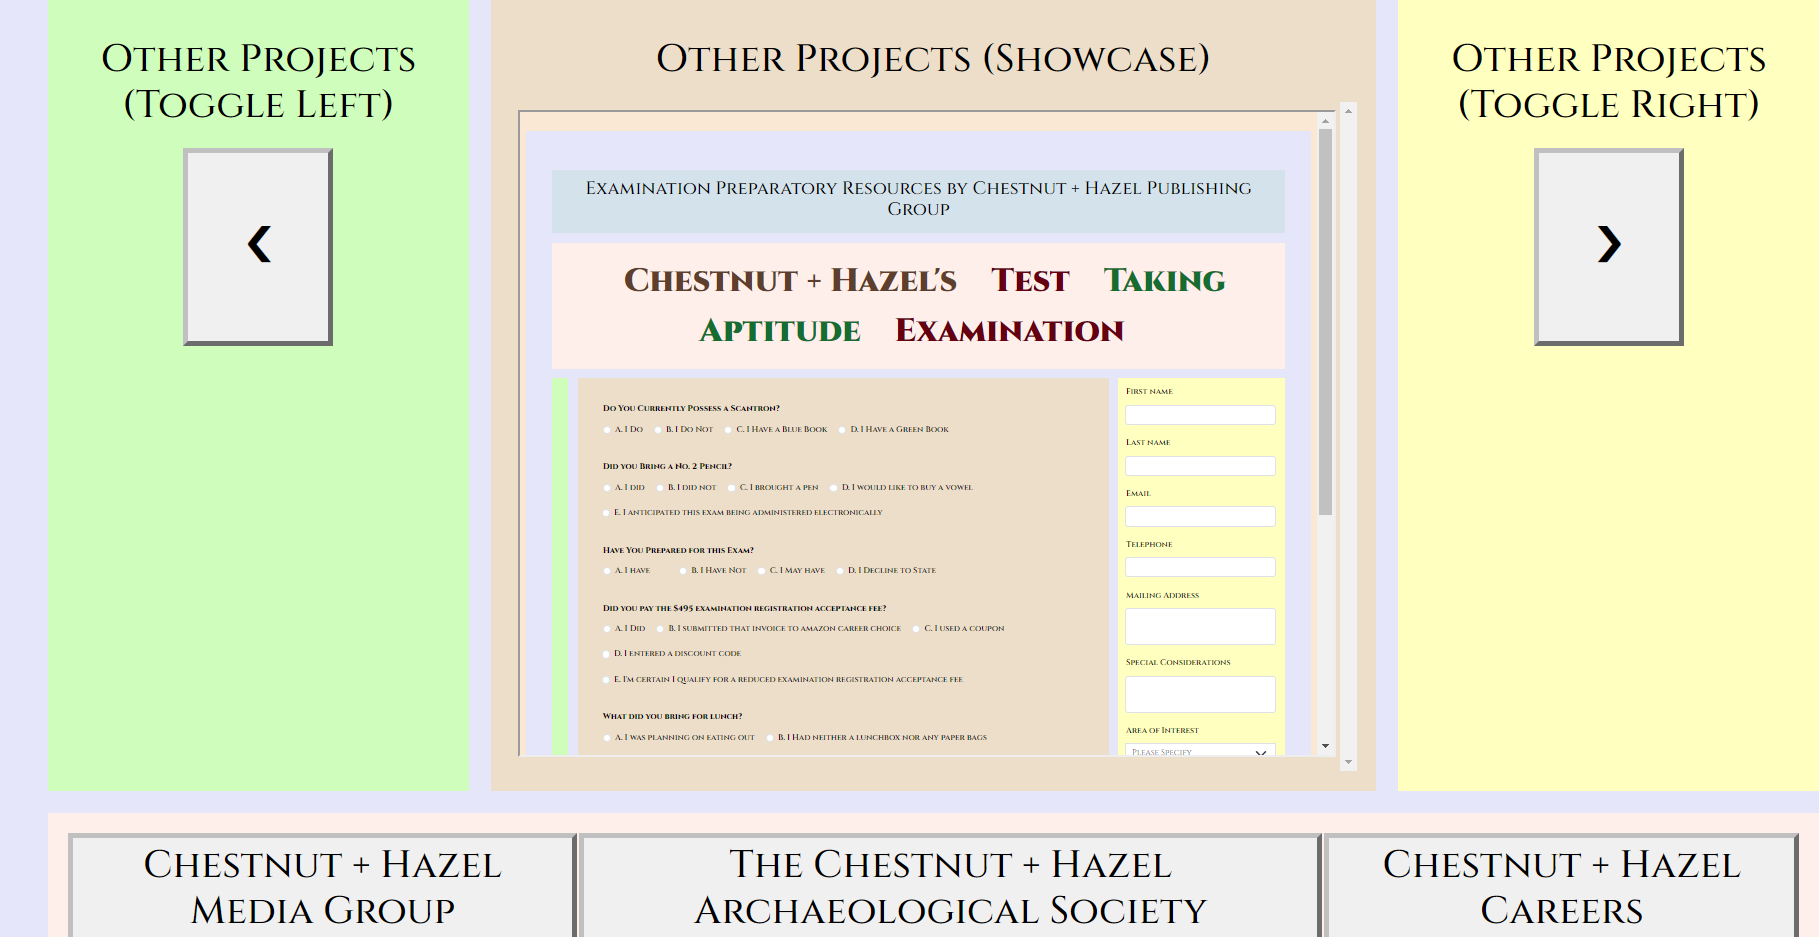 Other Projects
(Toggle Left)
❮
Other Projects (Showcase)
Examination Preparatory Resources by Chestnut + Hazel Publishing
Group
Chestnut + Hazel's Test Taking
Aptitude Examination
Do You Currently Possess a Scantron?
A. I Do B. I Do Not C. I Have a Blue Book D. I Have a Green Book
Did you Bring a No. 2 Pencil?
A. I did B. I did not C. I brought a pen D. I would like to buy a vowel
E. I anticipated this exam being administered electronically
Have You Prepared for this Exam?
A. I have B. I Have Not C. I May have D. I Decline to State
Did you pay the $495 examination registration acceptance fee?
A. I Did B. I submitted that invoice to Amazon Career Choice C. I used a coupon
D. I entered a discount code
E. I'm certain I qualify for a reduced examination registration acceptance fee
What did you bring for lunch?
A. I was planning on eating out B. I Had neither a lunchbox nor any paper bags
First name
Last name
Email
Telephone
Mailing Address
Special Considerations
Area of Interest
Please Specify
Other Projects
(Toggle Right)
❯
Chestnut + Hazel
Media Group
The Chestnut + Hazel
Archaeological Society
Chestnut + Hazel
Careers